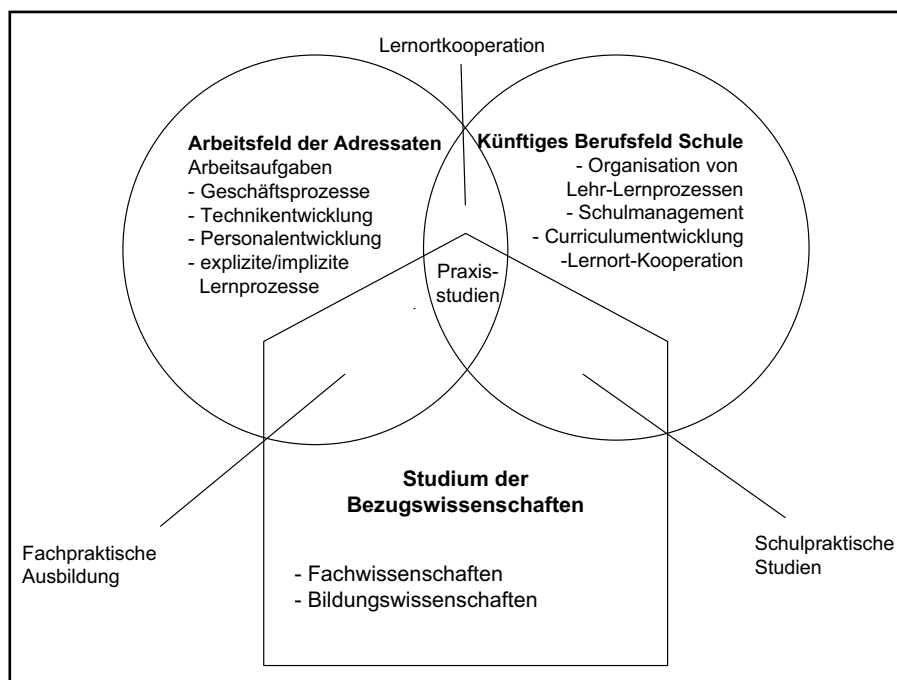 Lernortkooperation
Arbeitsfeld der Adressaten
Arbeitsaufgaben
- Geschäftsprozesse
- Technikentwicklung
- Personalentwicklung
- explizite/implizite
Lernprozesse
Künftiges Berufsfeld Schule
- Organisation von
Lehr-Lernprozessen
- Schulmanagement
- Curriculumentwicklung
-Lernort-Kooperation
Praxis-
studien
Studium der
Bezugswissenschaften
- Fachwissenschaften
- Bildungswissenschaften
Fachpraktische
Ausbildung
Schulpraktische
Studien